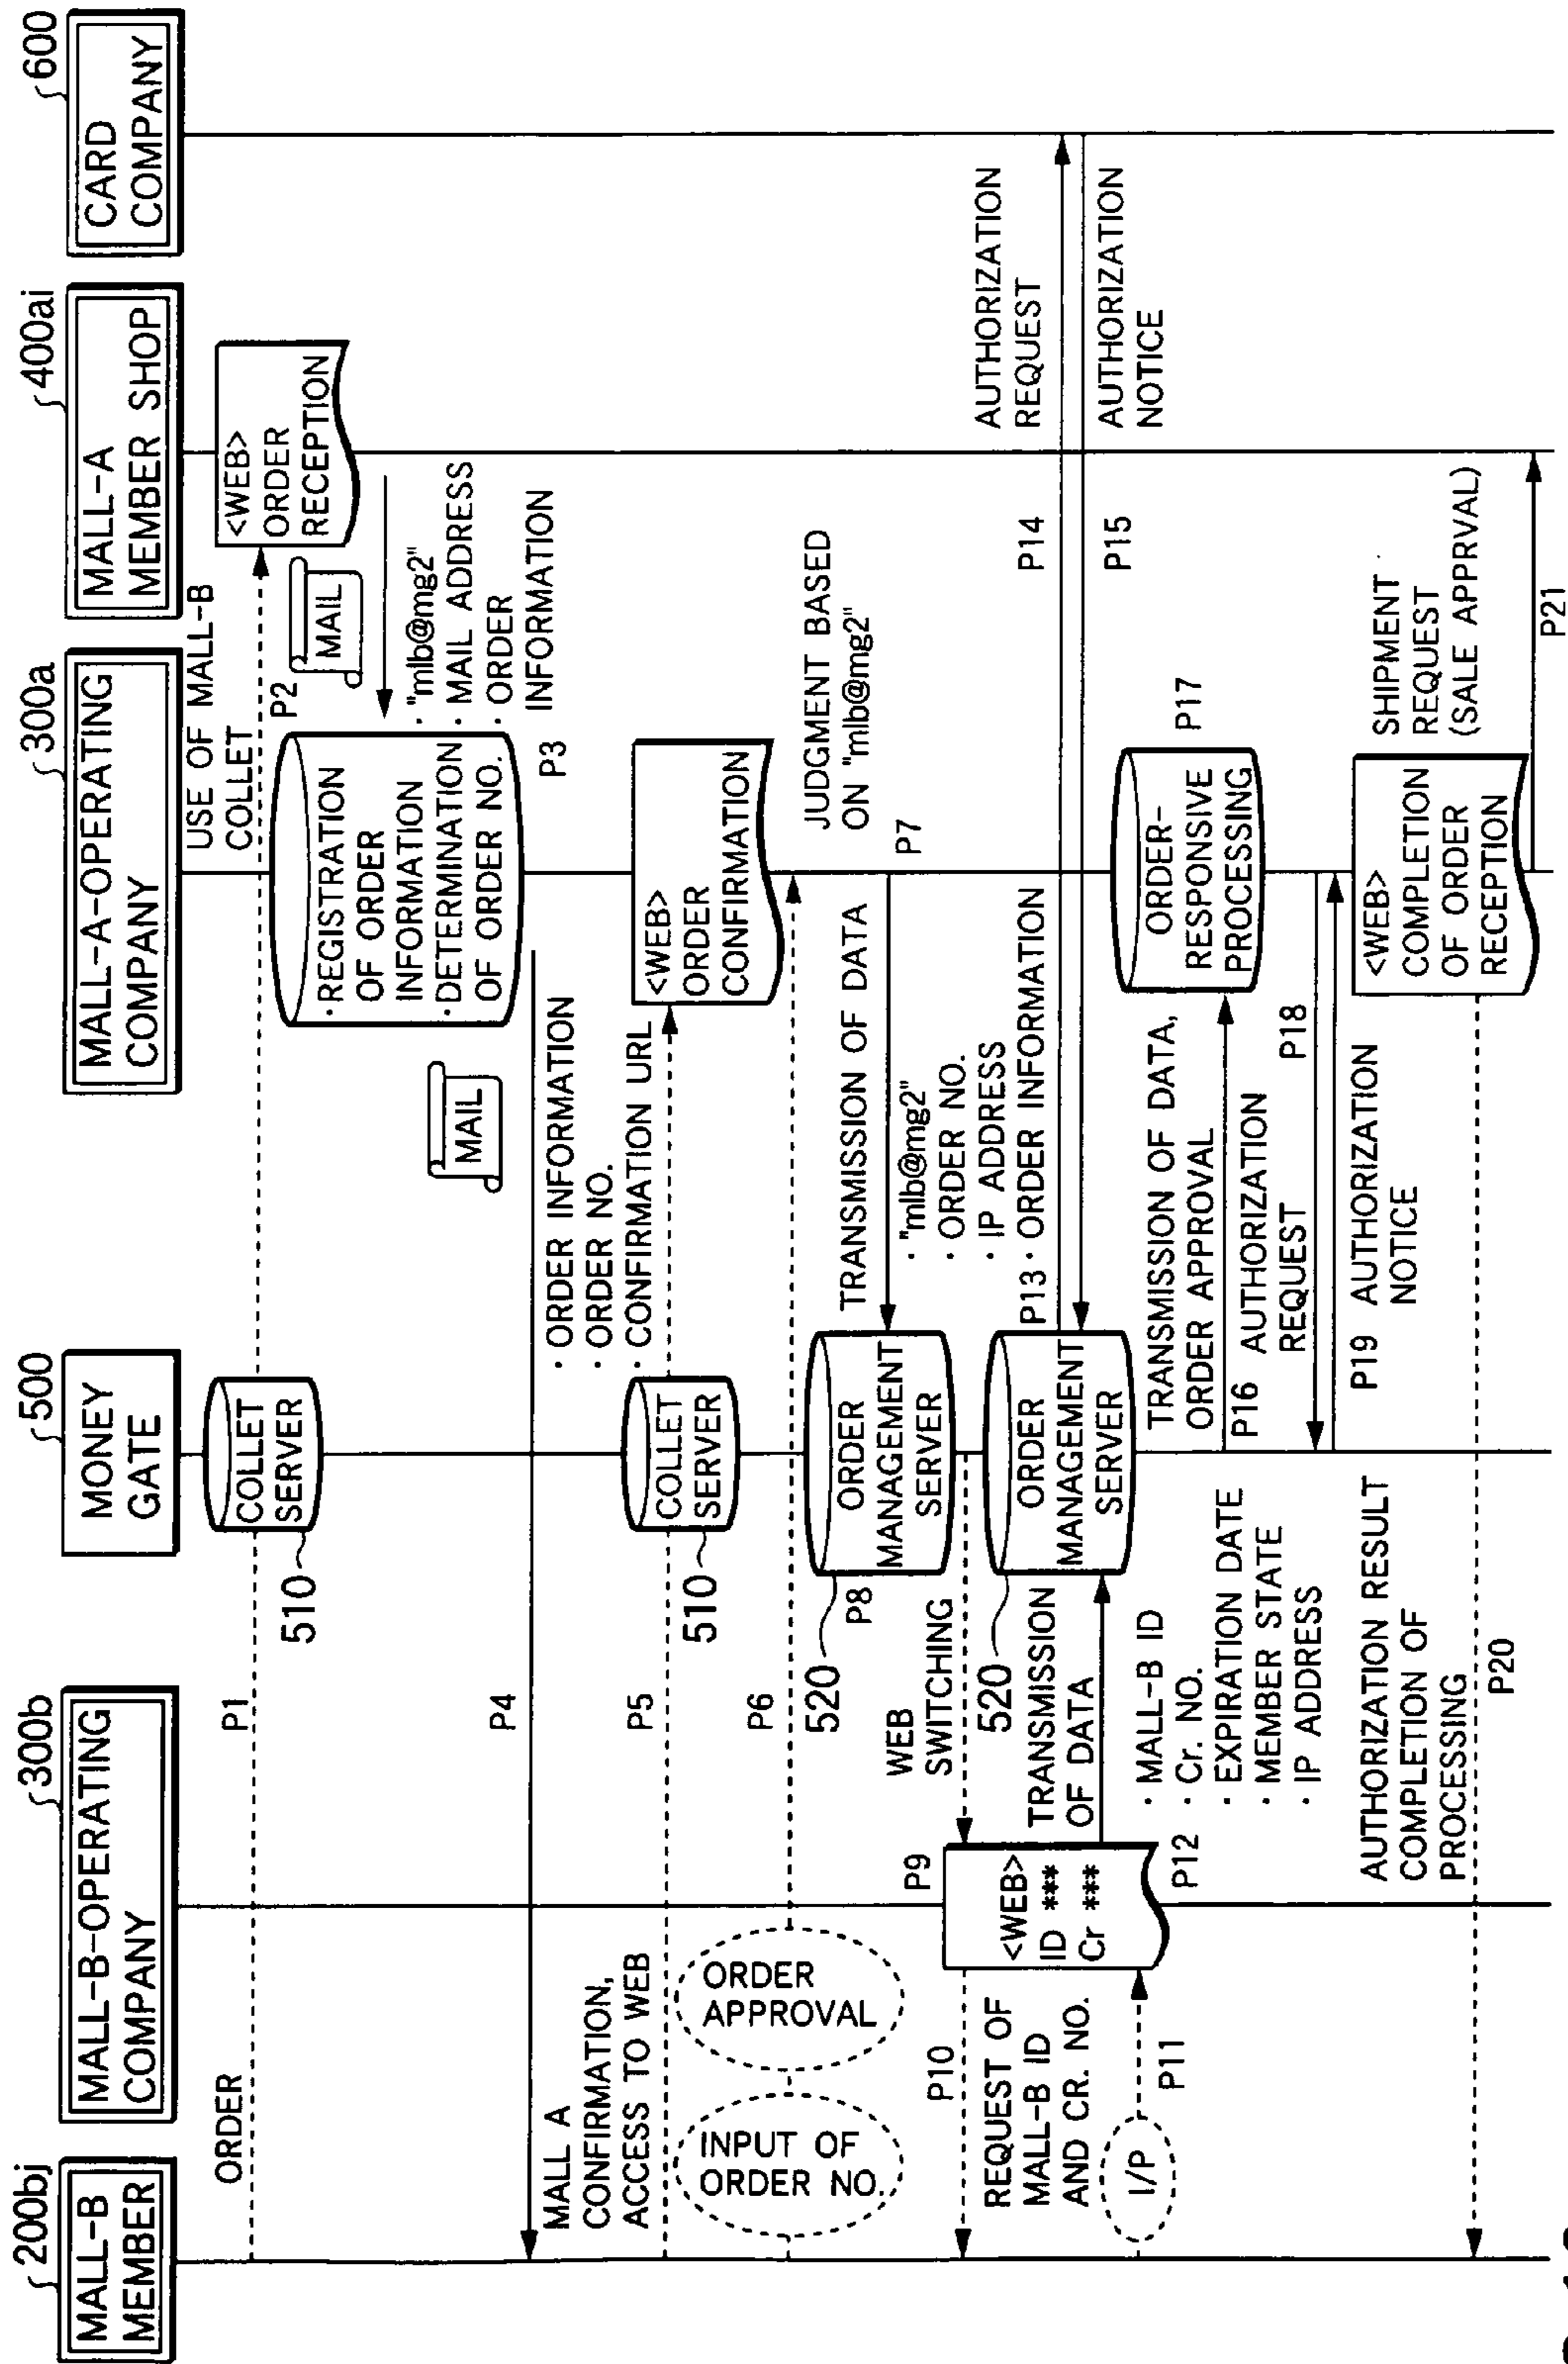 200bj
MALL-B
MEMBER
300b
MALL-B-OPERATING
COMPANY
500
MONEY
GATE
300a
MALL-A-OPERATING
COMPANY
400ai
MALL-A
MEMBER SHOP
600
CARD
COMPANY
ORDER
P1
COLLET
SERVER
510
USE OF MALL-B
COLLET
<WEB>
ORDER
RECEPTION
P2
MAIL
· "mlb@mg2"
· MAIL ADDRESS
· ORDER
INFORMATION
· REGISTRATION
OF ORDER
INFORMATION
· DETERMINATION
OF ORDER NO.
P3
MAIL
P4
· ORDER INFORMATION
· ORDER NO.
· CONFIRMATION URL
MALL A
CONFIRMATION,
ACCESS TO WEB
P5
COLLET
SERVER
510
<WEB>
ORDER
CONFIRMATION
INPUT OF
ORDER NO.
ORDER
APPROVAL
P6
JUDGMENT BASED
ON "mlb@mg2"
TRANSMISSION OF DATA
P7
· "mlb@mg2"
· ORDER NO.
· IP ADDRESS
· ORDER INFORMATION
ORDER
MANAGEMENT
SERVER
520
P8
WEB
SWITCHING
P9
<WEB>
ID ***
Cr ***
P10
REQUEST OF
MALL-B ID
AND CR. NO.
I/P
P11
P12
TRANSMISSION
OF DATA
· MALL-B ID
· Cr. NO.
· EXPIRATION DATE
· MEMBER STATE
· IP ADDRESS
520
ORDER
MANAGEMENT
SERVER
P13
P14
AUTHORIZATION
REQUEST
P15
AUTHORIZATION
NOTICE
TRANSMISSION OF DATA,
ORDER APPROVAL
P16
ORDER-
RESPONSIVE
PROCESSING
P17
AUTHORIZATION
REQUEST
P18
P19 AUTHORIZATION
NOTICE
<WEB>
COMPLETION
OF ORDER
RECEPTION
SHIPMENT
REQUEST
(SALE APPRVAL)
AUTHORIZATION RESULT
COMPLETION OF
PROCESSING
P20
P21